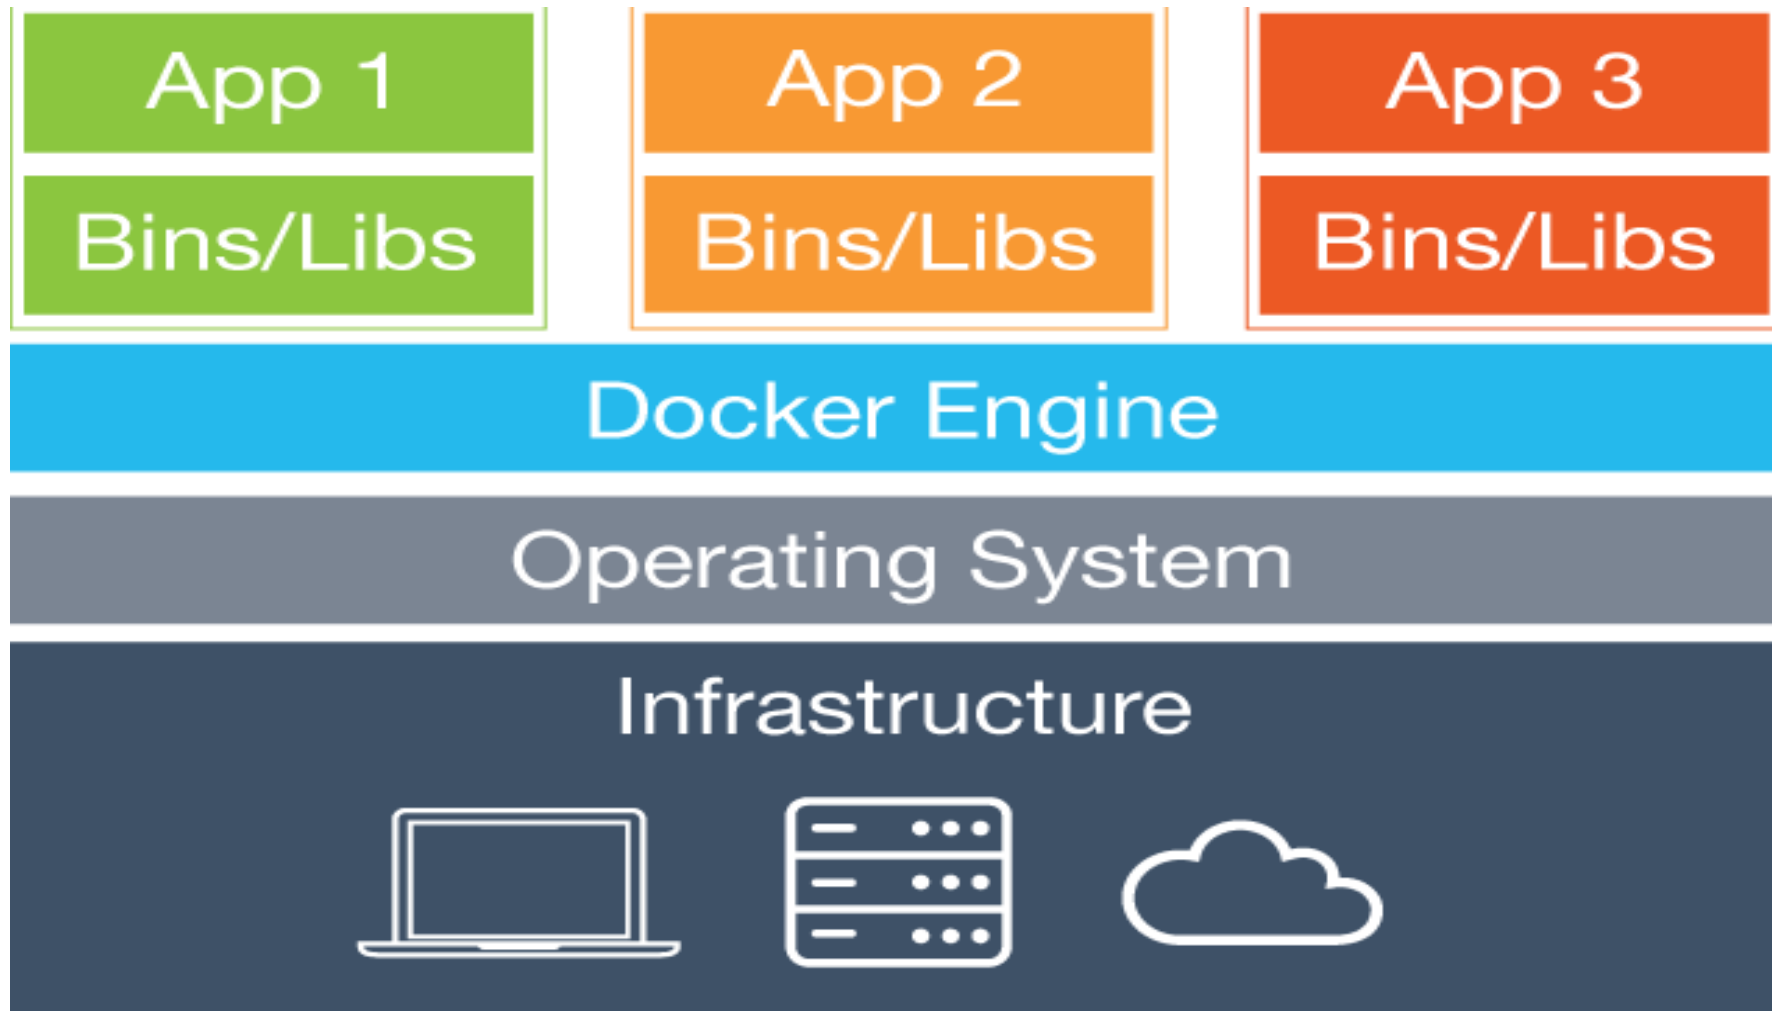 App 1
App 2
App 3
Bins/Libs
Bins/Libs
Bins/Libs
Docker Engine
Operating System
Infrastructure